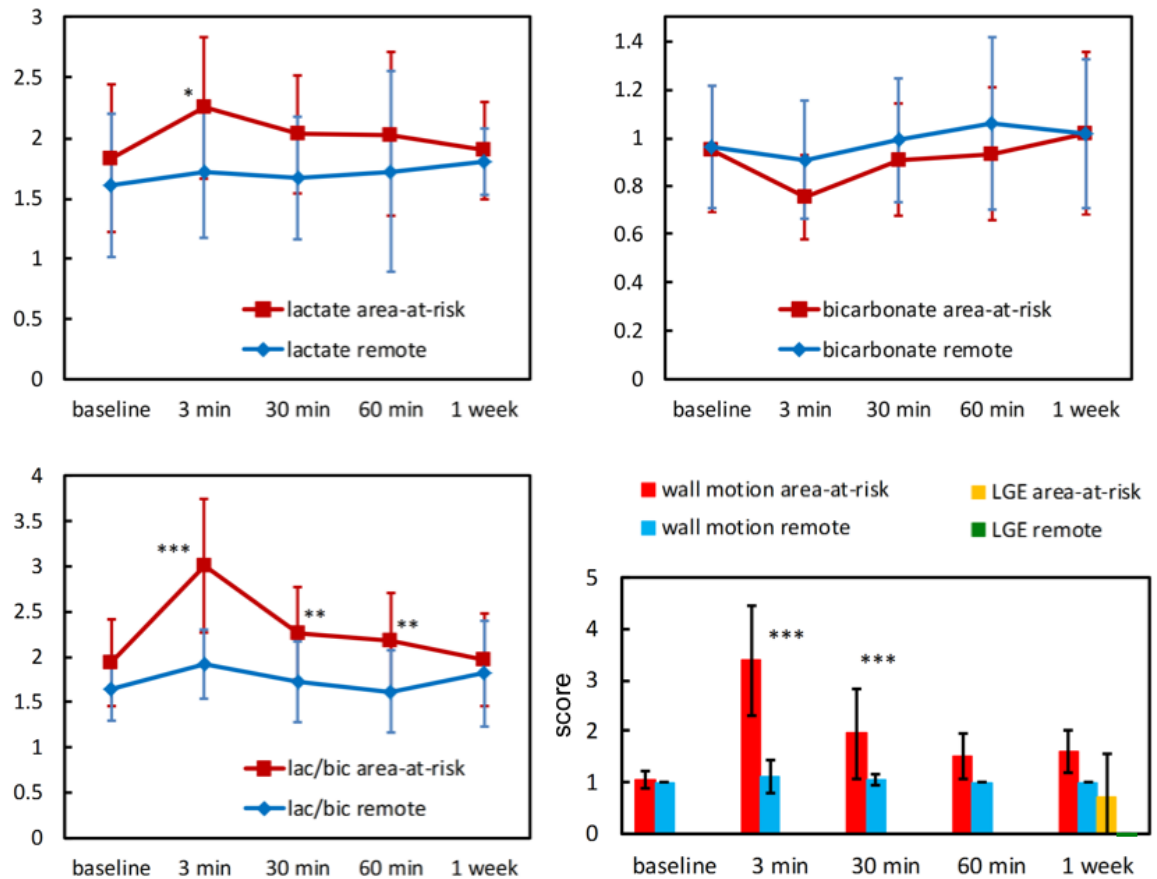 3
2.5
2
1.5
1
0.5
0
*
lactate area-at-risk
lactate remote
baseline 3 min 30 min 60 min 1 week
1.4
1.2
1
0.8
0.6
0.4
0.2
0
bicarbonate area-at-risk
bicarbonate remote
baseline 3 min 30 min 60 min 1 week
4
3.5
3
2.5
2
1.5
1
0.5
0
***
**
**
lac/bic area-at-risk
lac/bic remote
baseline 3 min 30 min 60 min 1 week
wall motion area-at-risk
LGE area-at-risk
wall motion remote
LGE remote
score
5
4
3
2
1
0
***
***
baseline 3 min 30 min 60 min 1 week